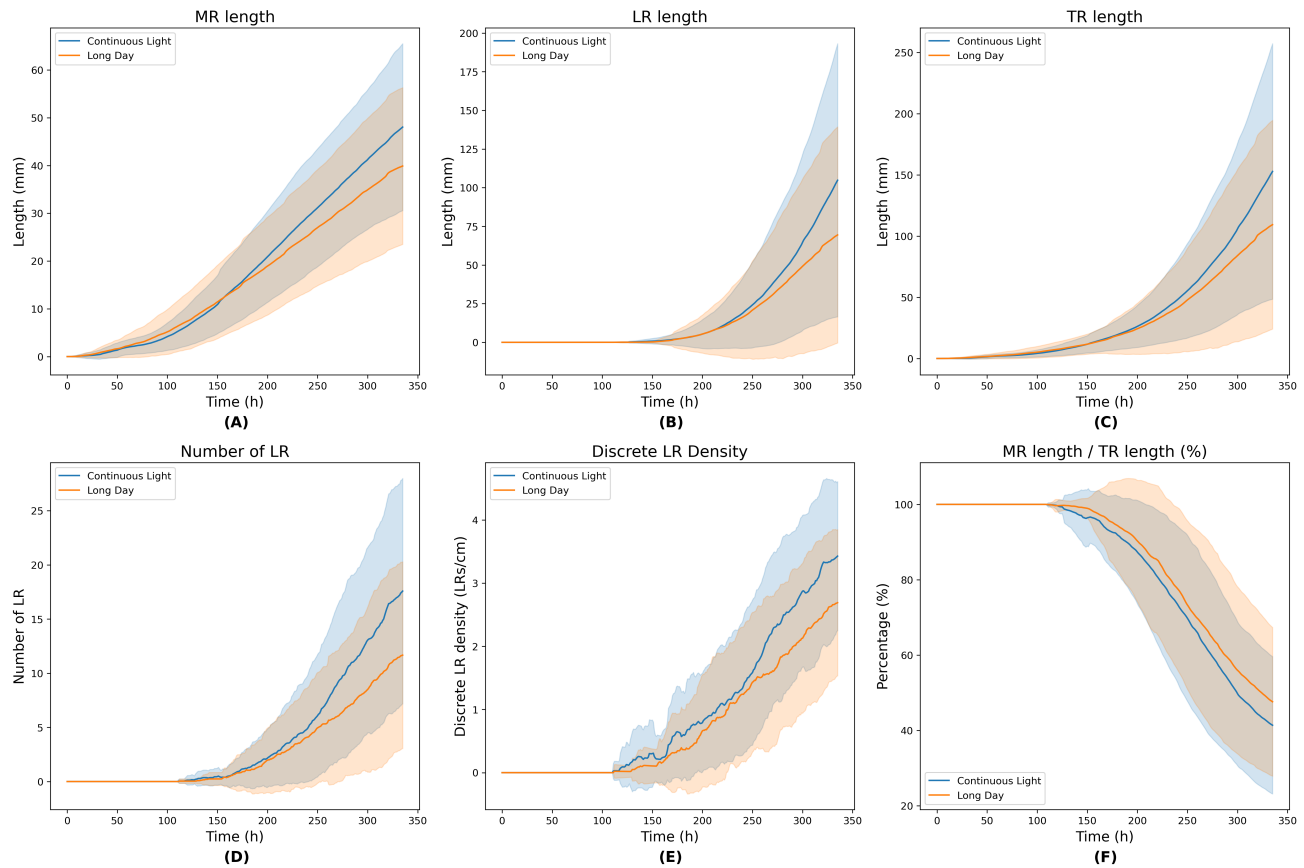 MR length
Continuous Light
Long Day
Length (mm)
60
50
40
30
20
10
0
0 50 100 150 200 250 300 350
Time (h)
(A)
LR length
Continuous Light
Long Day
Length (mm)
200
175
150
125
100
75
50
25
0
0 50 100 150 200 250 300 350
Time (h)
(B)
TR length
Continuous Light
Long Day
Length (mm)
250
200
150
100
50
0
0 50 100 150 200 250 300 350
Time (h)
(C)
Number of LR
Continuous Light
Long Day
Number of LR
25
20
15
10
5
0
0 50 100 150 200 250 300 350
Time (h)
(D)
Discrete LR Density
Continuous Light
Long Day
Discrete LR density (LRs/cm)
4
3
2
1
0
0 50 100 150 200 250 300 350
Time (h)
(E)
MR length / TR length (%)
Percentage (%)
100
80
60
40
20
Continuous Light
Long Day
0 50 100 150 200 250 300 350
Time (h)
(F)